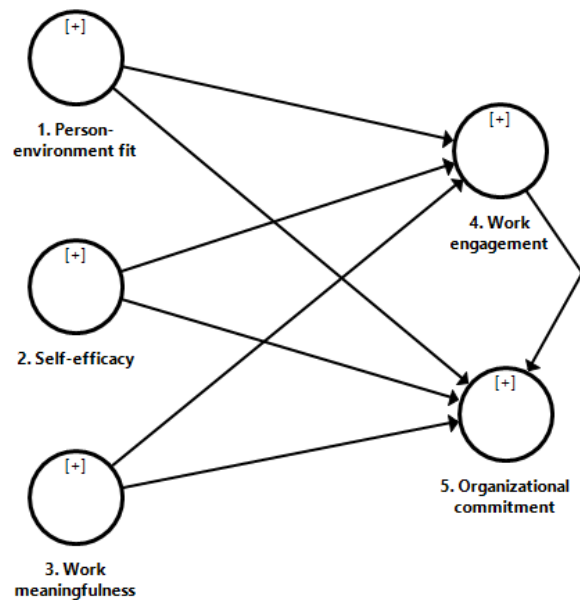 [+]
1. Person-
environment fit
[+]
4. Work
engagement
[+]
2. Self-efficacy
[+]
5. Organizational
commitment
[+]
3. Work
meaningfulness